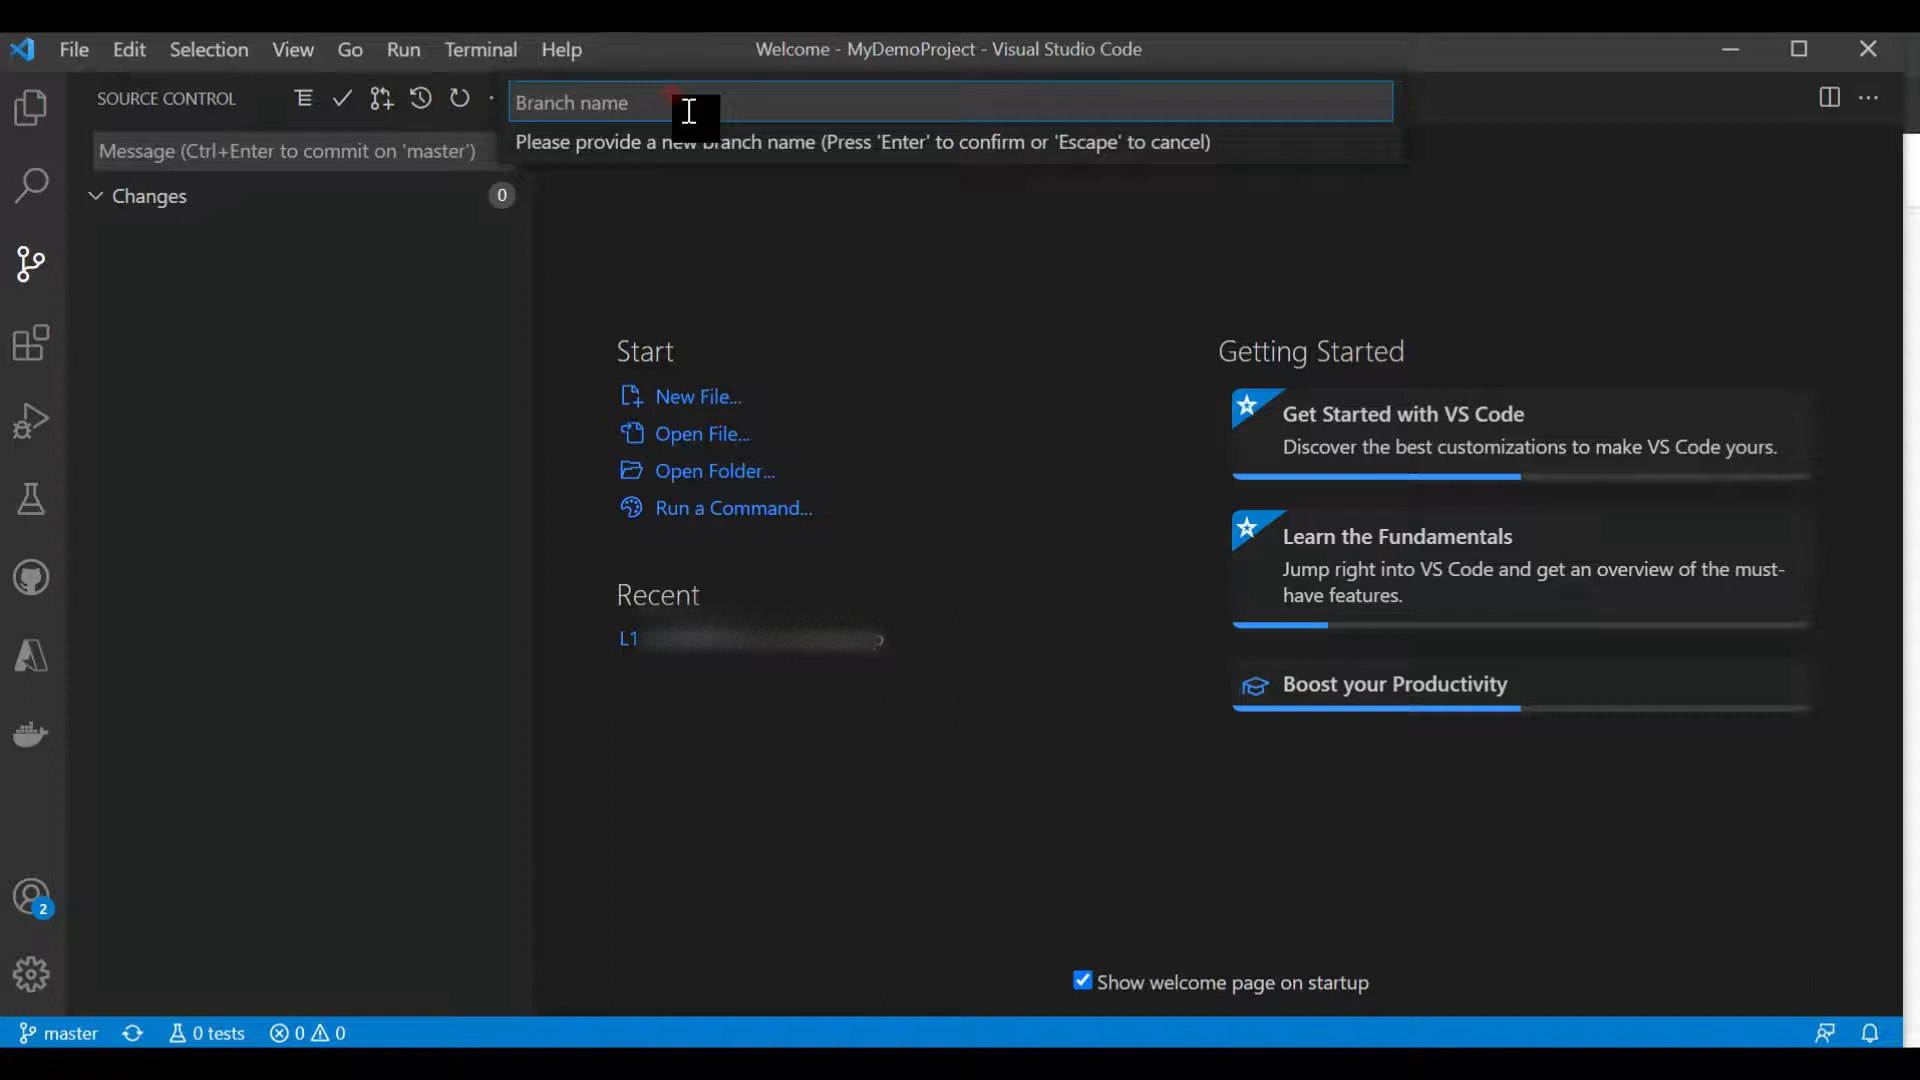 File Edit Selection View Go Run Terminal Help
Welcome - MyDemoProject - Visual Studio Code
SOURCE CONTROL
Branch name
Please provide a new branch name (Press 'Enter' to confirm or 'Escape' to cancel)
Message (Ctrl+Enter to commit on 'master')
Changes 0
Start
New File...
Open File...
Open Folder...
Run a Command...
Recent
L1
Getting Started
Get Started with VS Code
Discover the best customizations to make VS Code yours.
Learn the Fundamentals
Jump right into VS Code and get an overview of the must-
have features.
Boost your Productivity
2
Show welcome page on startup
master 0 tests 0 0